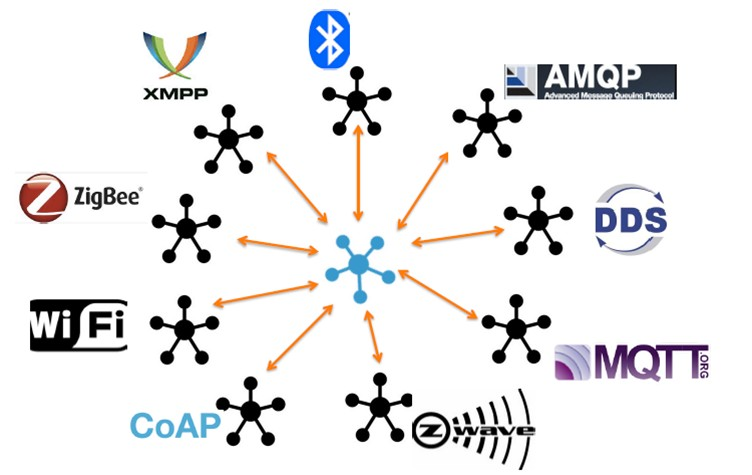 XMPP
AMQP
Advanced Message Queuing Protocol
ZigBee®
DDS
Wi Fi
MQTT
.ORG
CoAP
Z wave